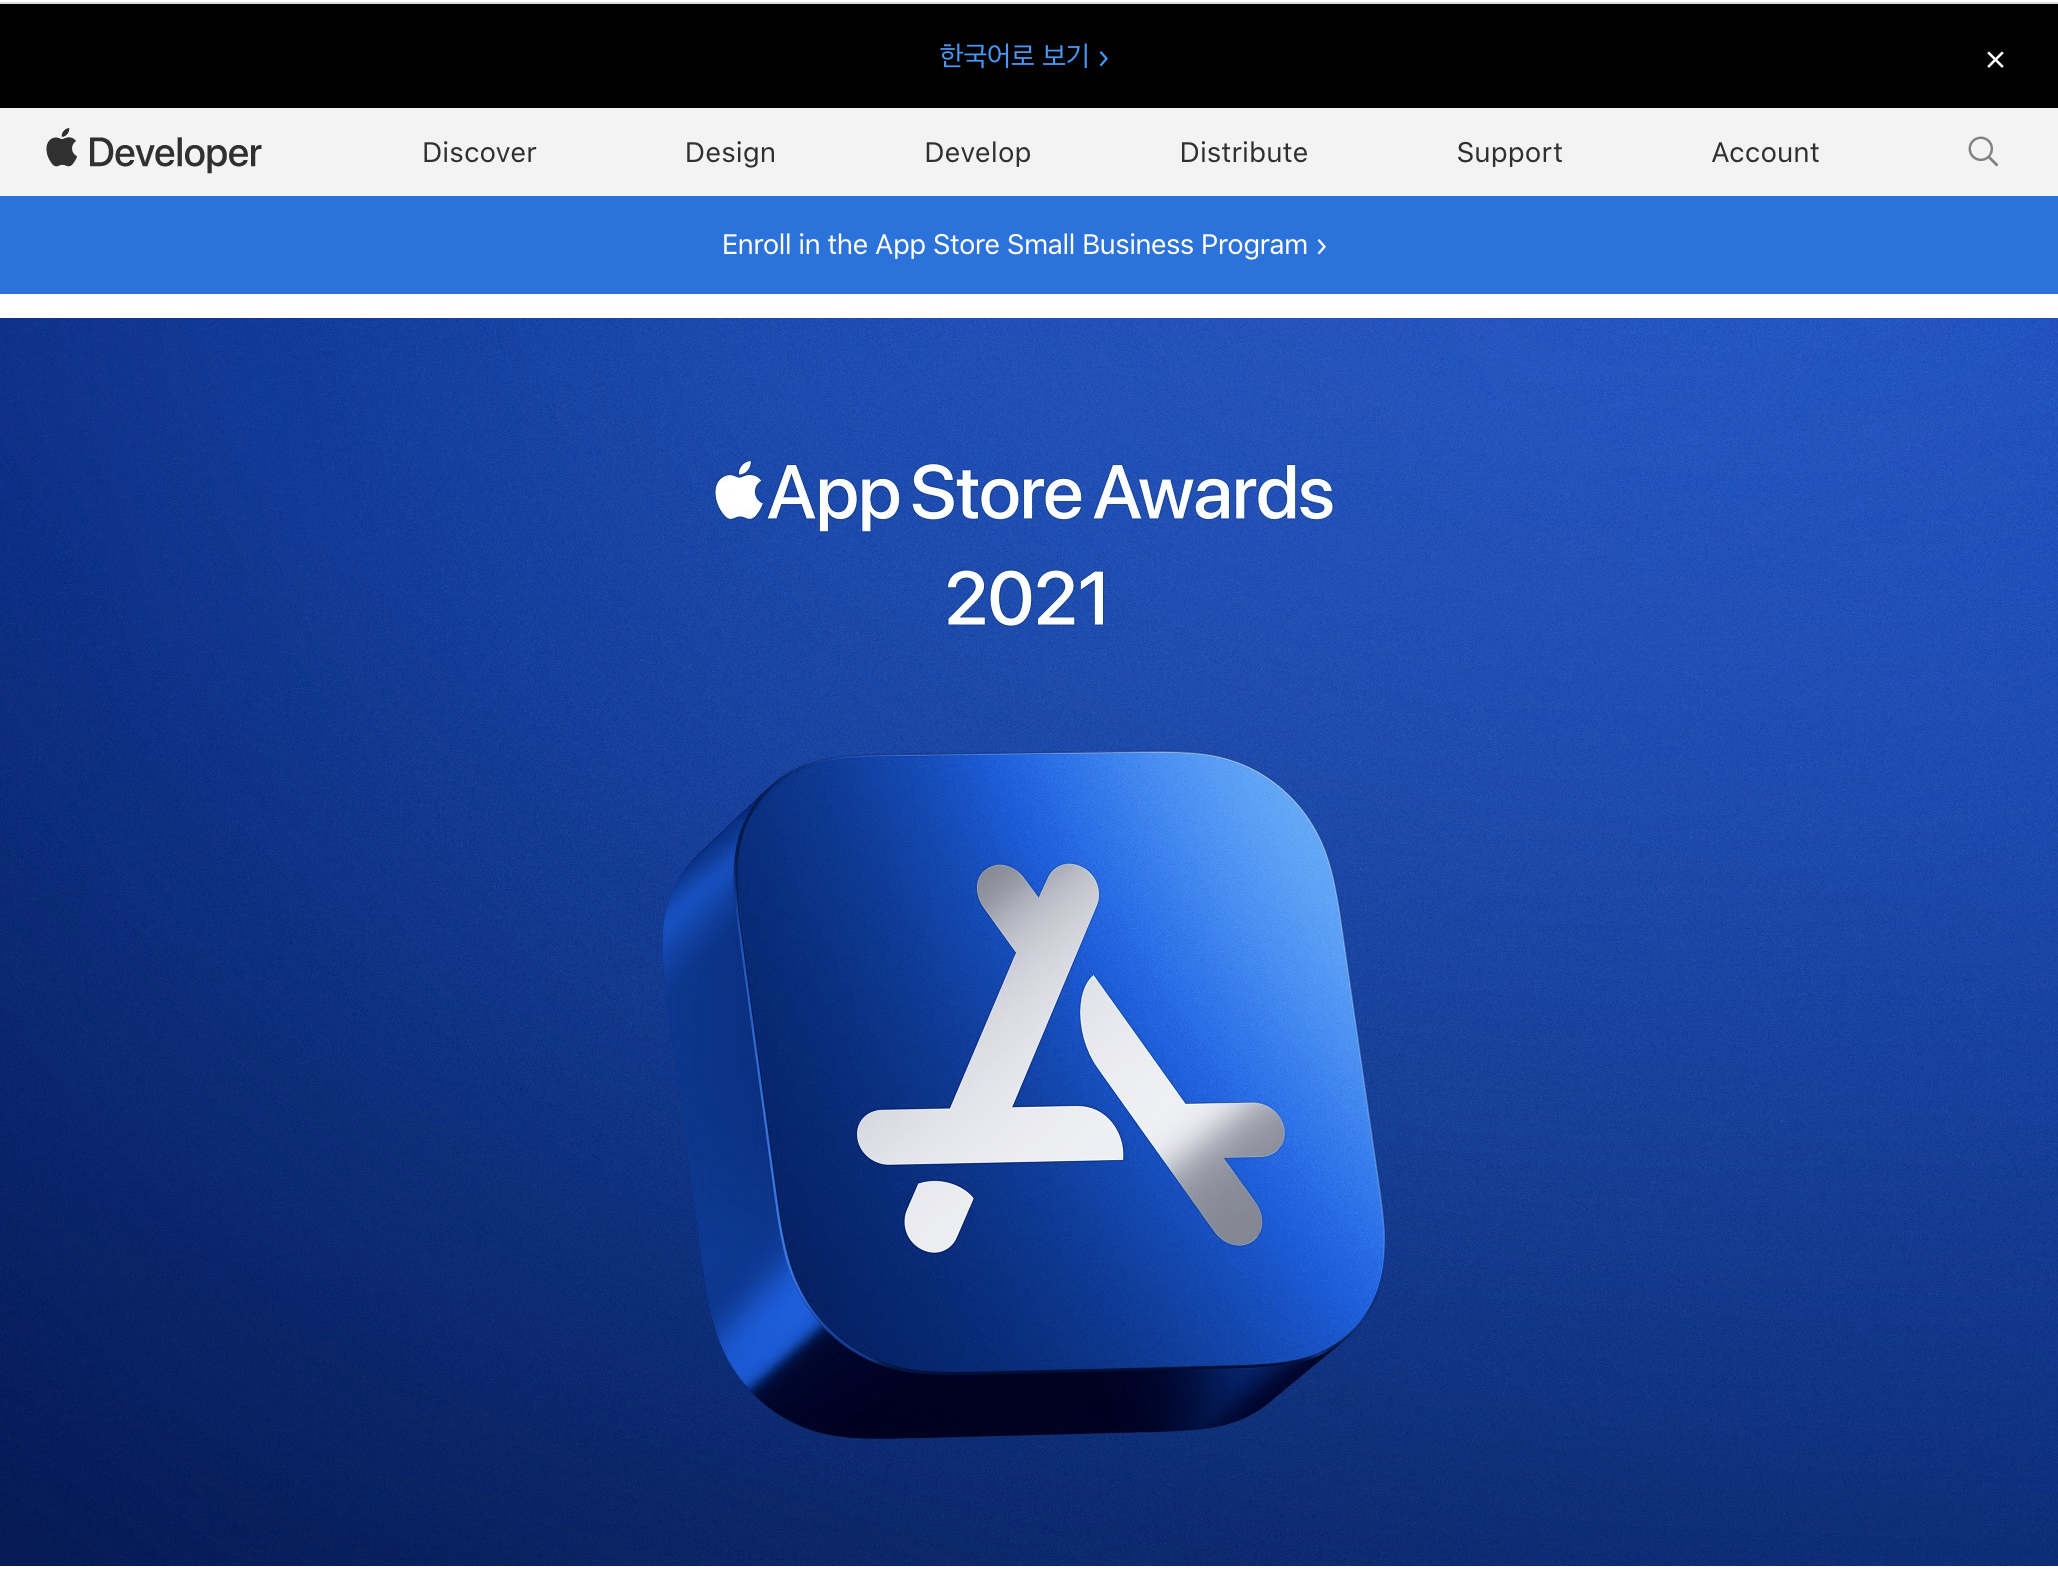 한국어로 보기 ›
Developer
Discover
Design
Develop
Distribute
Support
Account
Enroll in the App Store Small Business Program ›
App Store Awards
2021